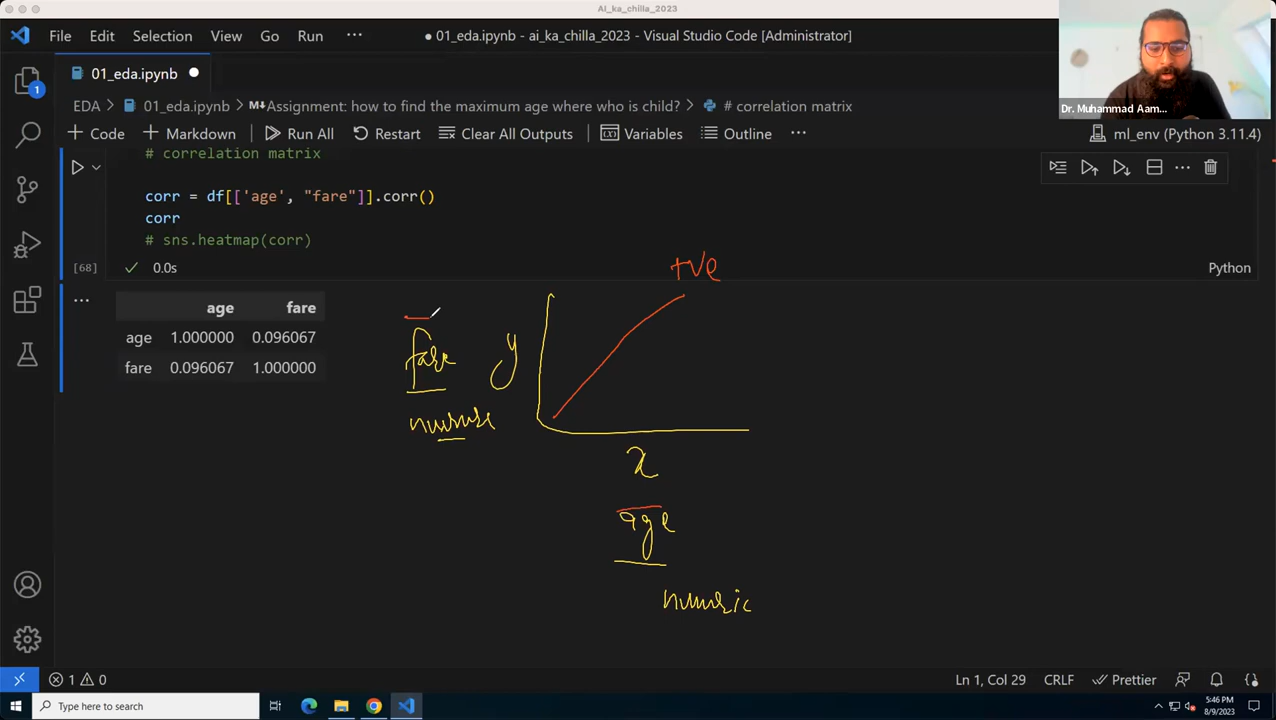 Ai_ka_chilla_2023
File Edit Selection View Go Run ··· ● 01_eda.ipynb - ai_ka_chilla_2023 - Visual Studio Code [Administrator]
01_eda.ipynb ●
EDA > 01_eda.ipynb > M↓Assignment: how to find the maximum age where who is child? > # correlation matrix
+ Code + Markdown Run All Restart Clear All Outputs Variables Outline ··· ml_env (Python 3.11.4)
Dr. Muhammad Aam...
1
# correlation matrix
corr = df[['age', "fare"]].corr()
corr
# sns.heatmap(corr)
[68] ✓ 0.0s Python
+ve
age fare
age 1.000000 0.096067
fare 0.096067 1.000000
fare y
numric
x
age
numeric
1 0 Ln 1, Col 29 CRLF Prettier
Type here to search 5:46 PM
8/9/2023